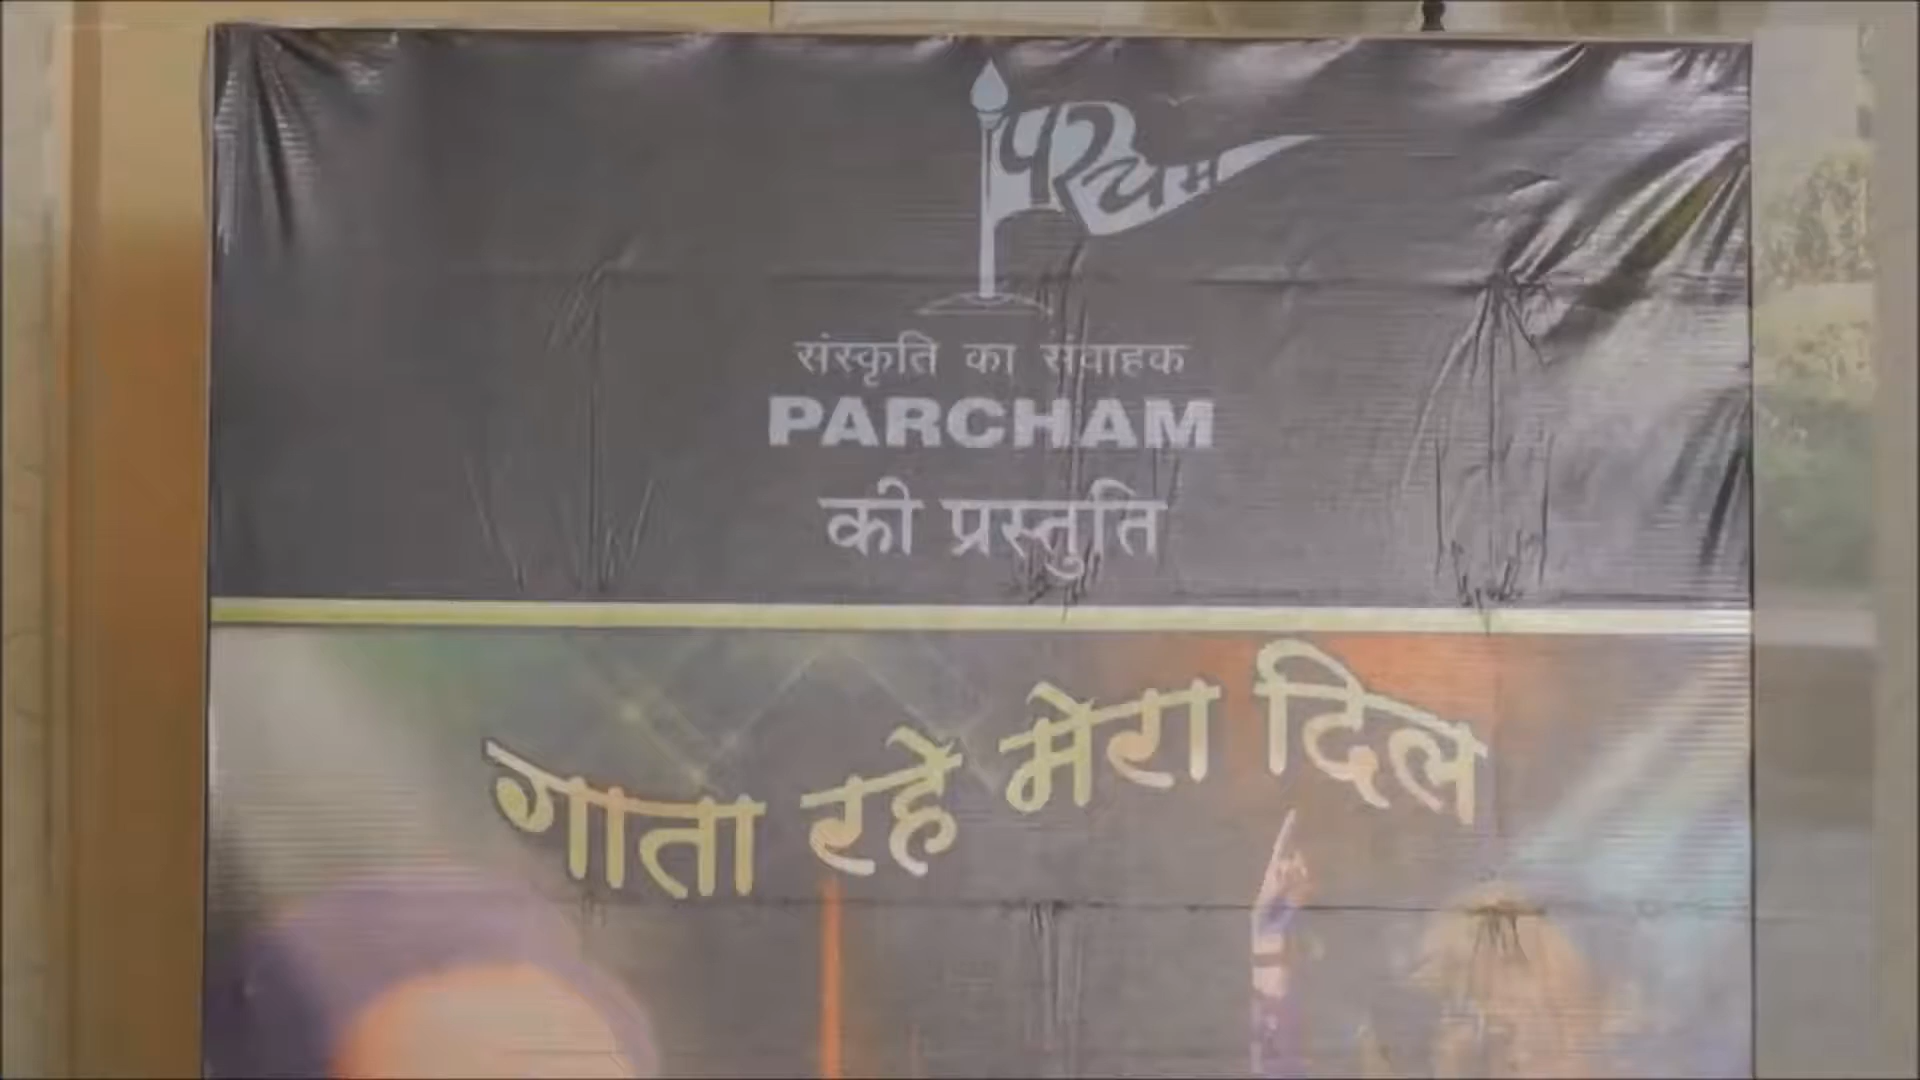 परचम
संस्कृति का संवाहक
PARCHAM
की प्रस्तुति
गाता रहे मेरा दिल